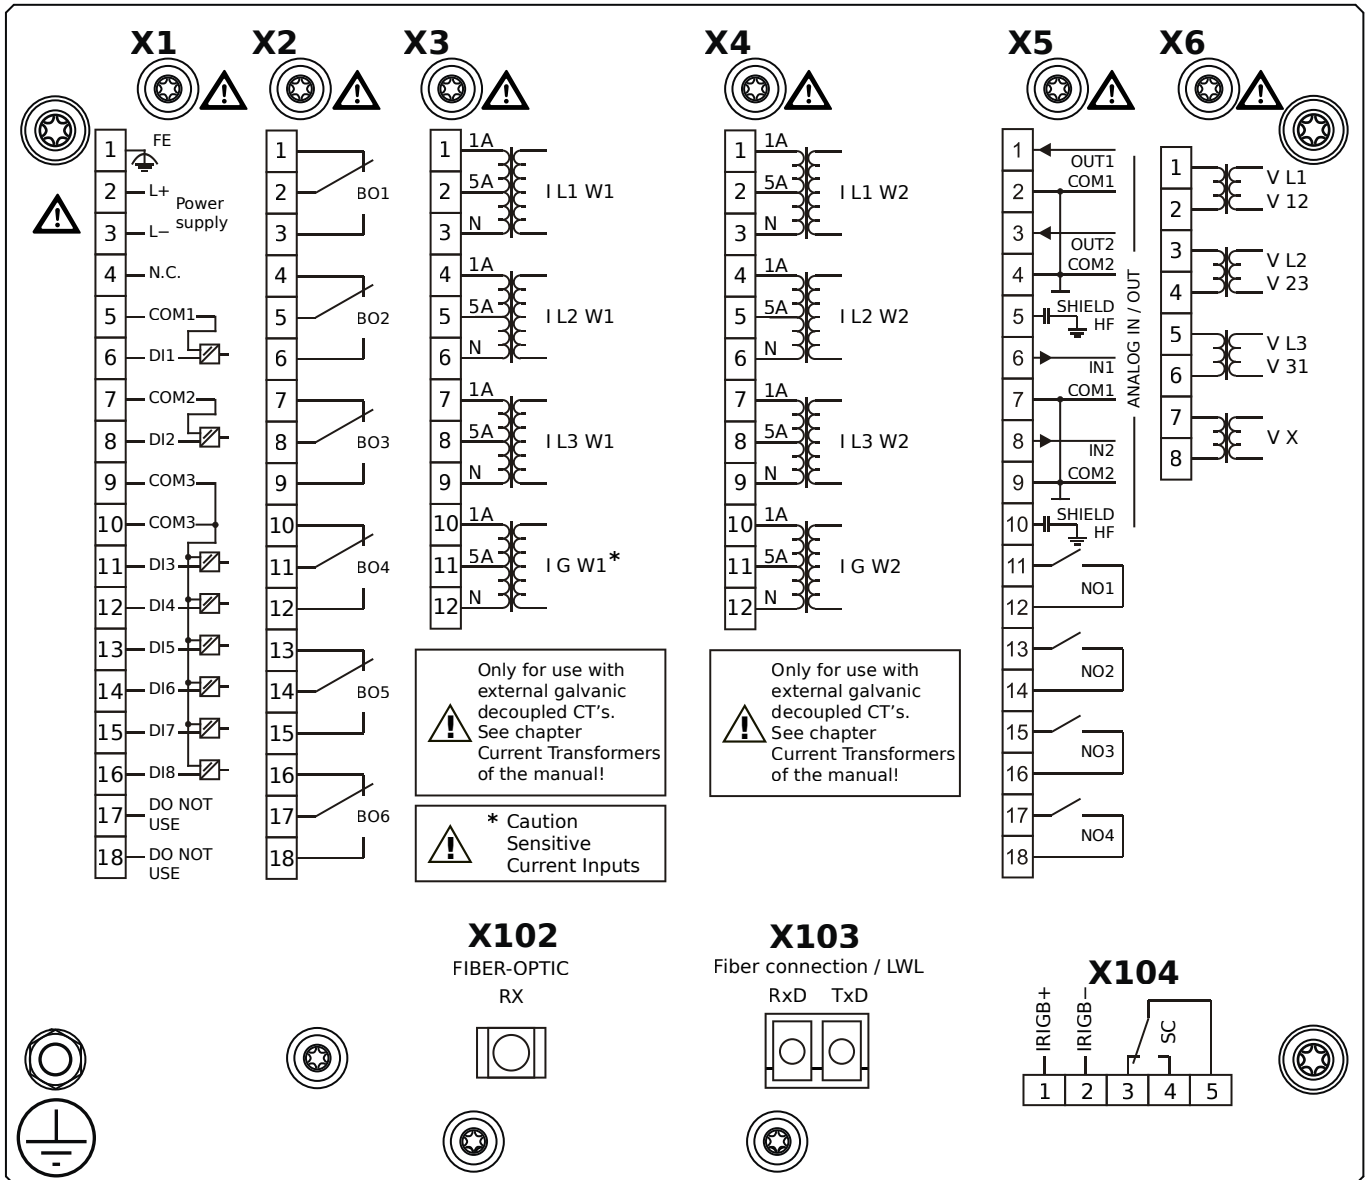 X1 X2 X3 X4 X5 X6
1 FE
2 L+
Power
supply
3 L−
4 N.C.
5 COM1
6 DI1
7 COM2
8 DI2
9 COM3
10 COM3
11 DI3
12 DI4
13 DI5
14 DI6
15 DI7
16 DI8
17 DO NOT
USE
18 DO NOT
USE
1
2 BO1
3
4
5 BO2
6
7
8 BO3
9
10
11 BO4
12
13
14 BO5
15
16
17 BO6
18
1 1A
2 5A I L1 W1
3 N
4 1A
5 5A I L2 W1
6 N
7 1A
8 5A I L3 W1
9 N
10 1A
11 5A I G W1*
12 N
Only for use with
external galvanic
decoupled CT's.
See chapter
Current Transformers
of the manual!
* Caution
Sensitive
Current Inputs
1 1A
2 5A I L1 W2
3 N
4 1A
5 5A I L2 W2
6 N
7 1A
8 5A I L3 W2
9 N
10 1A
11 5A I G W2
12 N
Only for use with
external galvanic
decoupled CT's.
See chapter
Current Transformers
of the manual!
1 OUT1
2 COM1
3 OUT2
4 COM2
5 SHIELD
HF
6 IN1
7 COM1
8 IN2
9 COM2
10 SHIELD
HF
ANALOG IN / OUT
11
NO1
12
13
NO2
14
15
NO3
16
17
NO4
18
1 V L1
2 V 12
3 V L2
4 V 23
5 V L3
6 V 31
7
V X
8
X102
FIBER-OPTIC
RX
X103
Fiber connection / LWL
RxD TxD
X104
IRIGB+
IRIGB−
SC
1 2 3 4 5